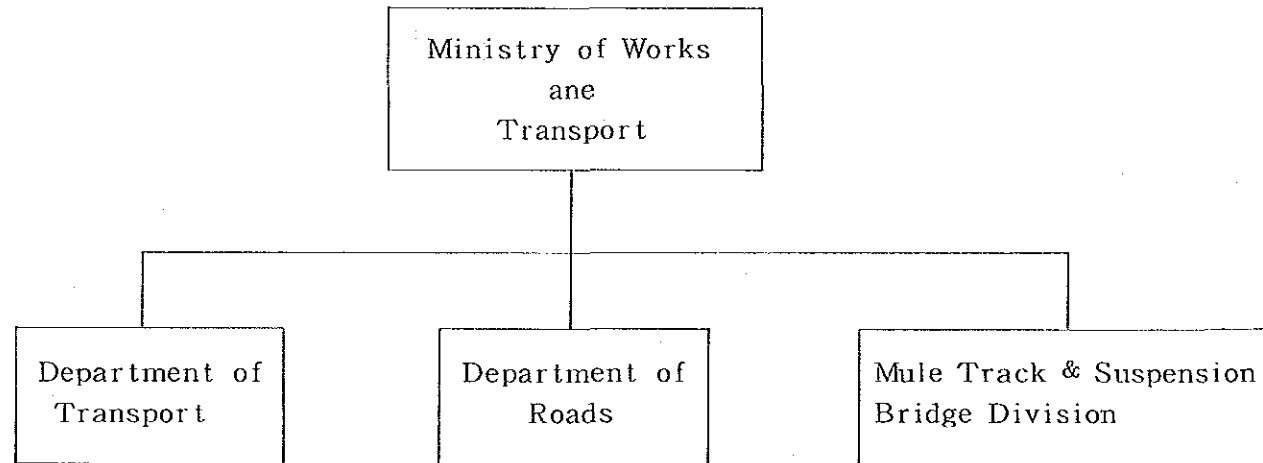 Ministry of Works
ane
Transport
Department of
Transport
Department of
Roads
Mule Track & Suspension
Bridge Division